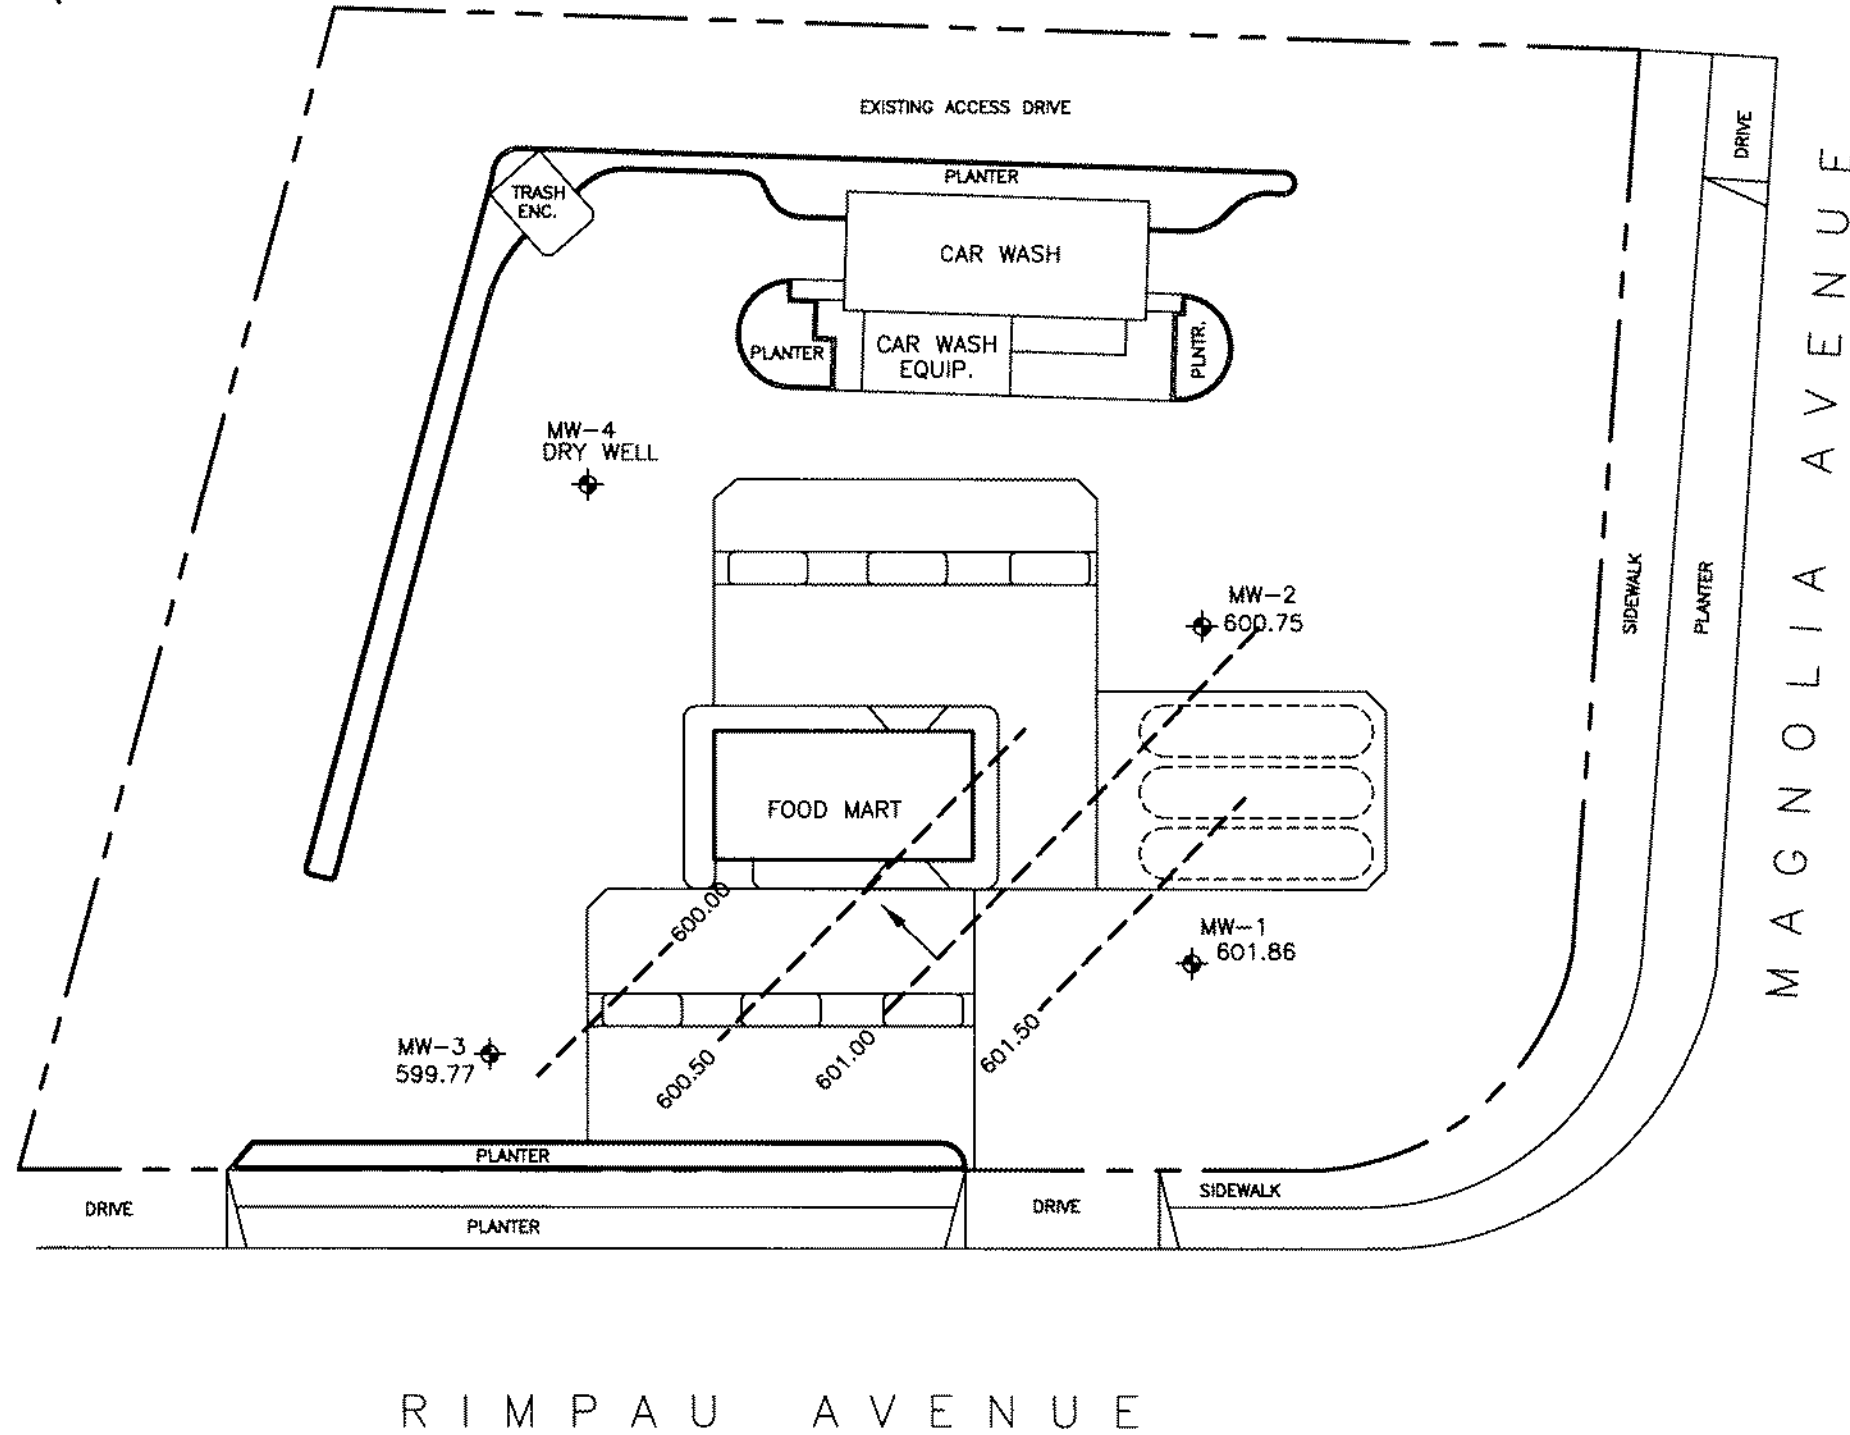 EXISTING ACCESS DRIVE
DRIVE
PLANTER
TRASH
ENC.
CAR WASH
PLANTER
CAR WASH
EQUIP.
PLNTR.
MW-4
DRY WELL
MW-2
600.75
SIDEWALK
PLANTER
MAGNOLIA AVENUE
FOOD MART
600.00
MW-1
601.86
MW-3
599.77
600.50
601.00
601.50
PLANTER
DRIVE
PLANTER
DRIVE
SIDEWALK
RIMPAU AVENUE